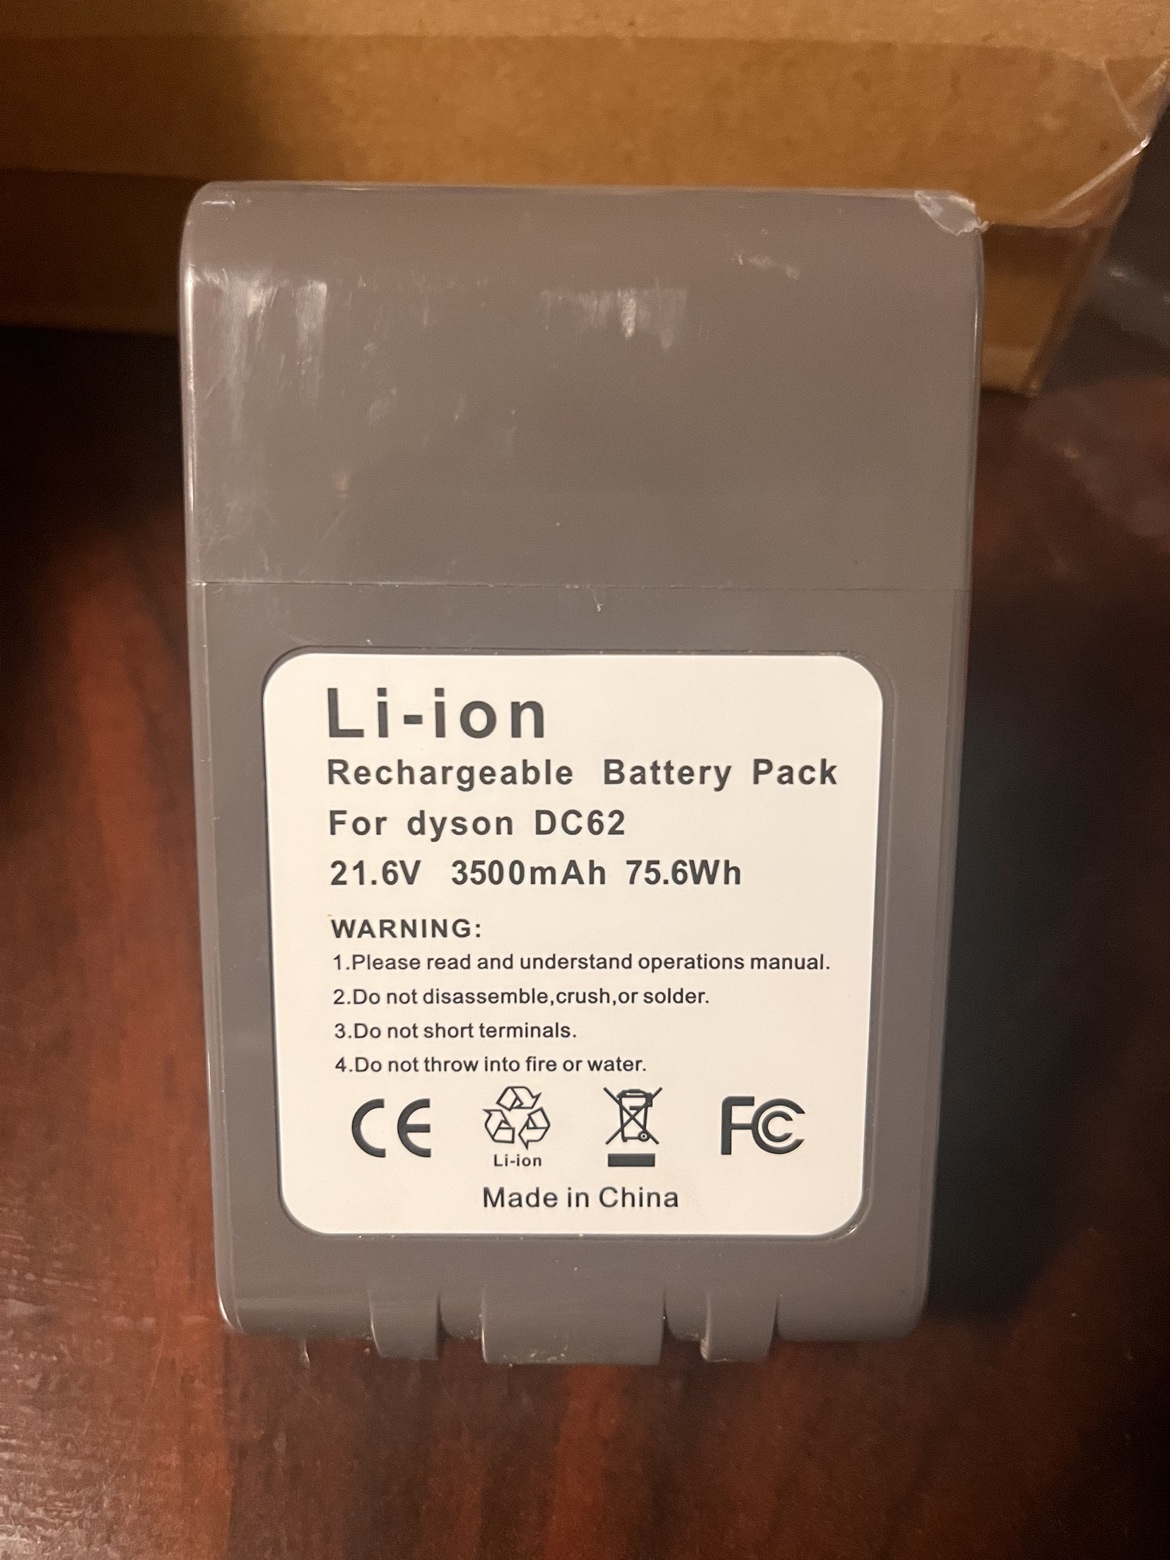 Li-ion
Rechargeable Battery Pack
For dyson DC62
21.6V 3500mAh 75.6Wh
WARNING:
1.Please read and understand operations manual.
2.Do not disassemble,crush,or solder.
3.Do not short terminals.
4.Do not throw into fire or water.
CE
FC
Li-ion
Made in China